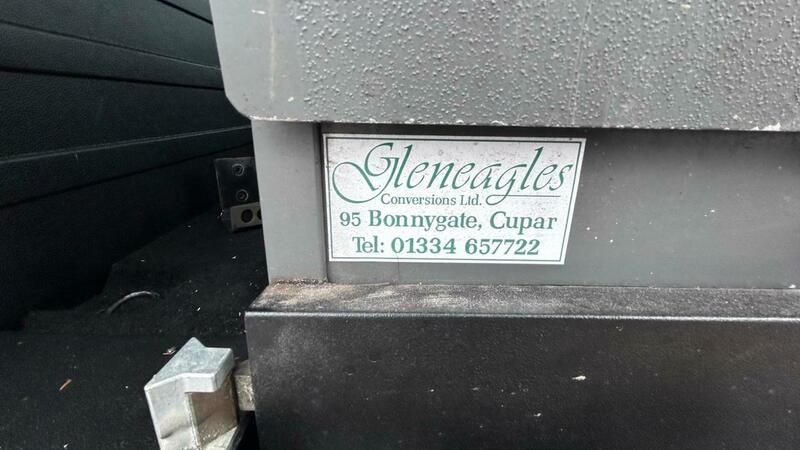 Gleneagles
Conversions Ltd.
95 Bonnygate, Cupar
Tel: 01334 657722